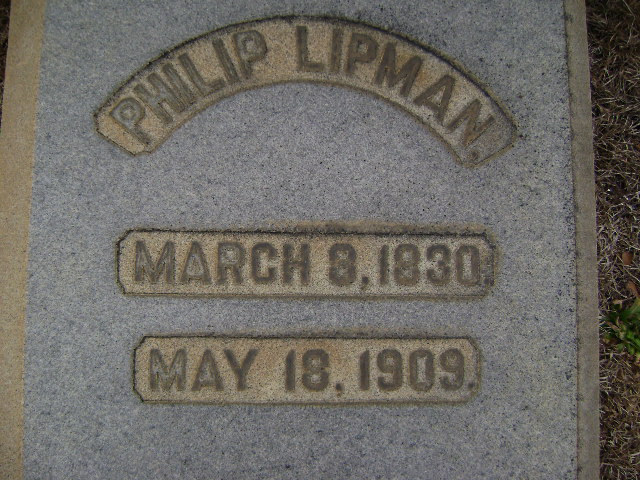 PHILIP LIPMAN.
MARCH 8, 1830.
MAY 18, 1909.